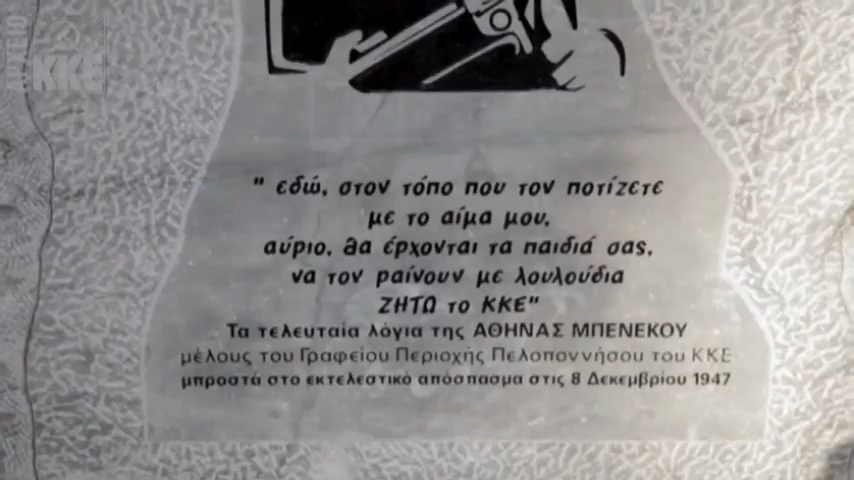 ΑΡΧΕΙΟ
ΚΚΕ
" εδώ, στον τόπο που τον ποτίζετε
με το αίμα μου,
αύριο, θα έρχονται τα παιδιά σας,
να τον ραίνουν με λουλούδια
ΖΗΤΩ το ΚΚΕ"
Τα τελευταία λόγια της ΑΘΗΝΑΣ ΜΠΕΝΕΚΟΥ
μέλους του Γραφείου Περιοχής Πελοποννήσου του ΚΚΕ
μπροστά στο εκτελεστικό απόσπασμα στις 8 Δεκεμβρίου 1947